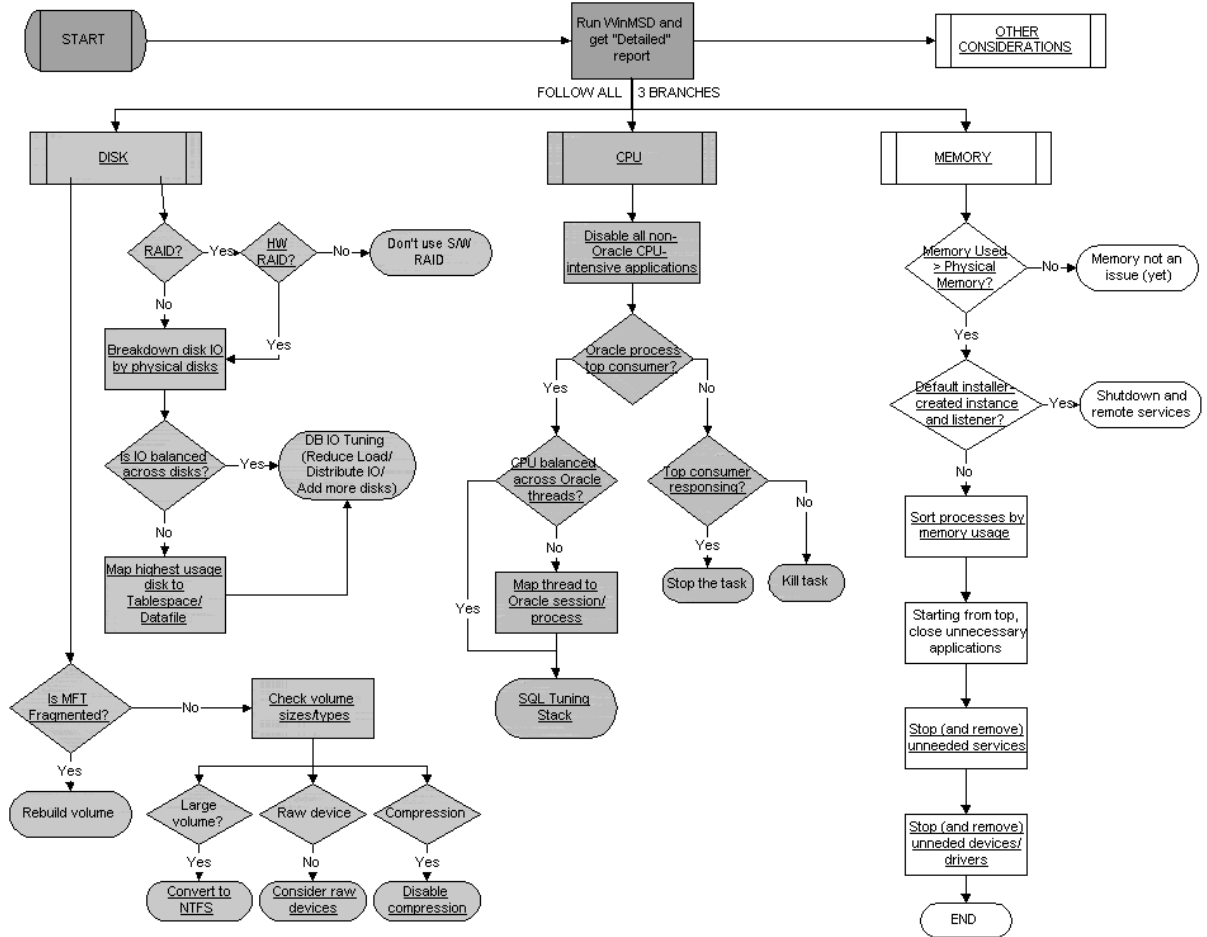 START
Run WinMSD and
get "Detailed"
report
OTHER
CONSIDERATIONS
FOLLOW ALL
3 BRANCHES
DISK
CPU
MEMORY
RAID?
Yes
HW
RAID?
No
Don't use S/W
RAID
No
Yes
Breakdown disk IO
by physical disks
Is IO balanced
across disks?
Yes
DB IO Tuning
(Reduce Load/
Distribute IO/
Add more disks)
No
Map highest usage
disk to
Tablespace/
Datafile
Is MFT
Fragmented?
No
Check volume
sizes/types
Yes
Rebuild volume
Large
volume?
Raw device
Compression
Yes
No
Yes
Convert to
NTFS
Consider raw
devices
Disable
compression
Disable all non-
Oracle CPU-
intensive applications
Oracle process
top consumer?
Yes
No
CPU balanced
across Oracle
threads?
Top consumer
responsing?
No
Yes
No
Yes
Map thread to
Oracle session/
process
Stop the task
Kill task
SQL Tuning
Stack
Memory Used
> Physical
Memory?
No
Memory not an
issue (yet)
Yes
Default installer-
created instance
and listener?
Yes
Shutdown and
remote services
No
Sort processes by
memory usage
Starting from top,
close unnecessary
applications
Stop (and remove)
unneeded services
Stop (and remove)
unneded devices/
drivers
END